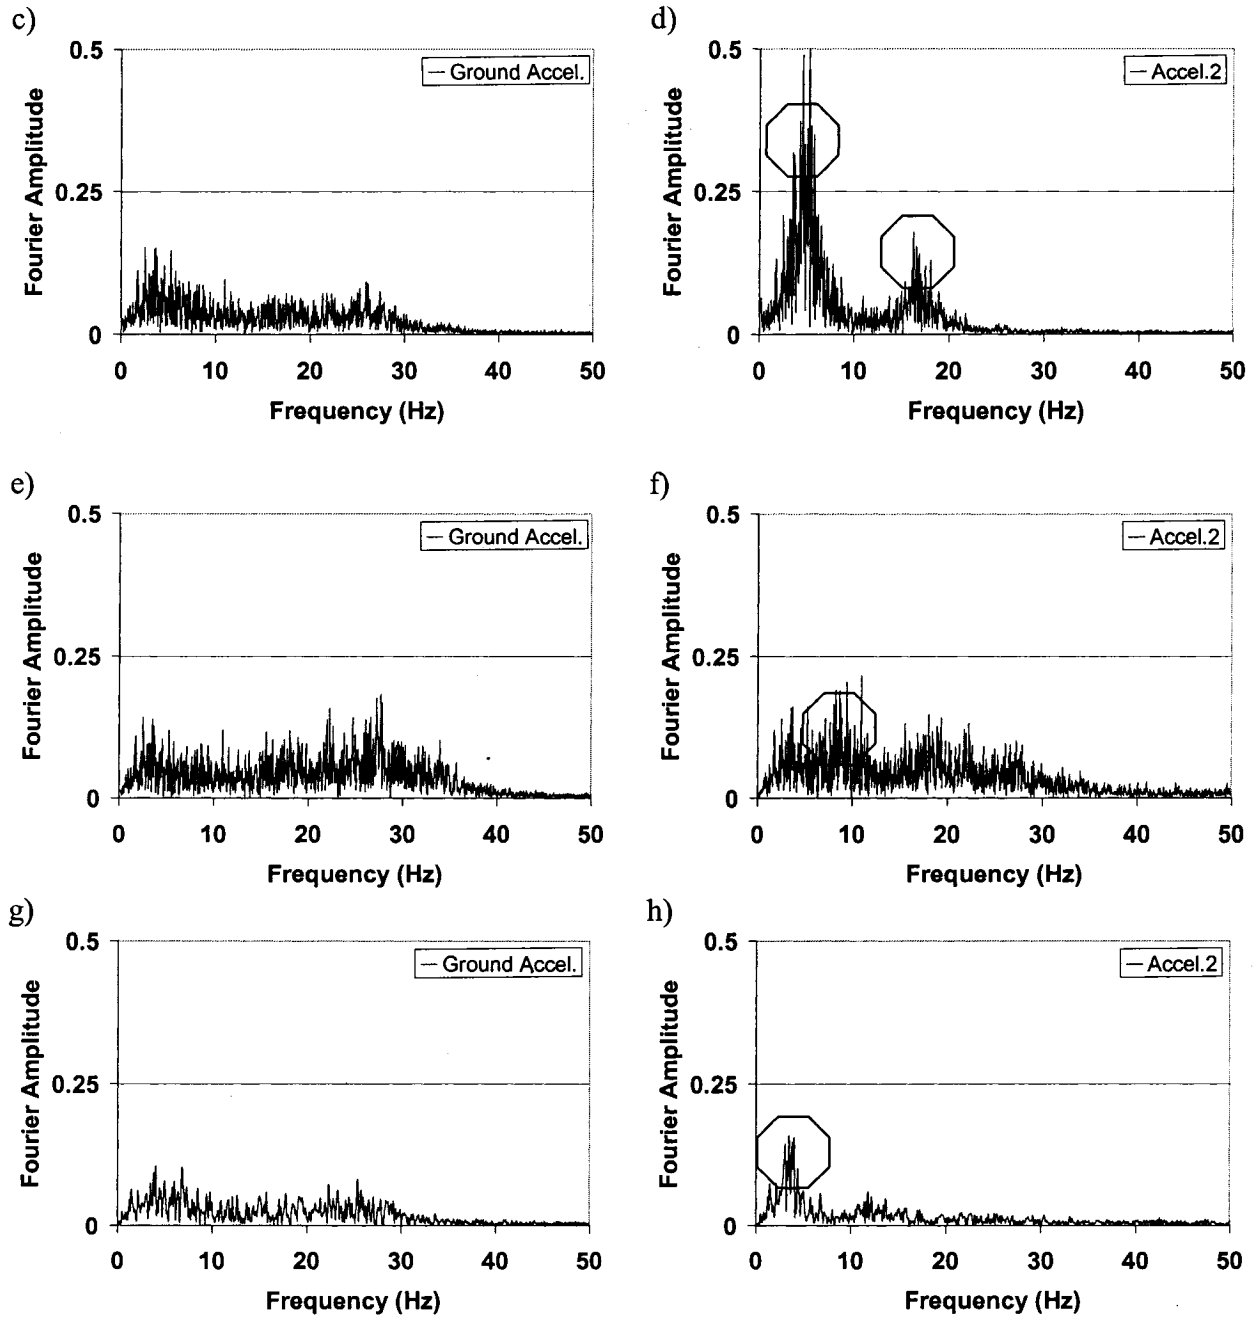 c)
0.5
Ground Accel.
Fourier Amplitude
0.25
0
0 10 20 30 40 50
Frequency (Hz)
d)
0.5
Accel.2
Fourier Amplitude
0.25
0
0 10 20 30 40 50
Frequency (Hz)
e)
0.5
Ground Accel.
Fourier Amplitude
0.25
0
0 10 20 30 40 50
Frequency (Hz)
f)
0.5
Accel.2
Fourier Amplitude
0.25
0
0 10 20 30 40 50
Frequency (Hz)
g)
0.5
Ground Accel.
Fourier Amplitude
0.25
0
0 10 20 30 40 50
Frequency (Hz)
h)
0.5
Accel.2
Fourier Amplitude
0.25
0
0 10 20 30 40 50
Frequency (Hz)